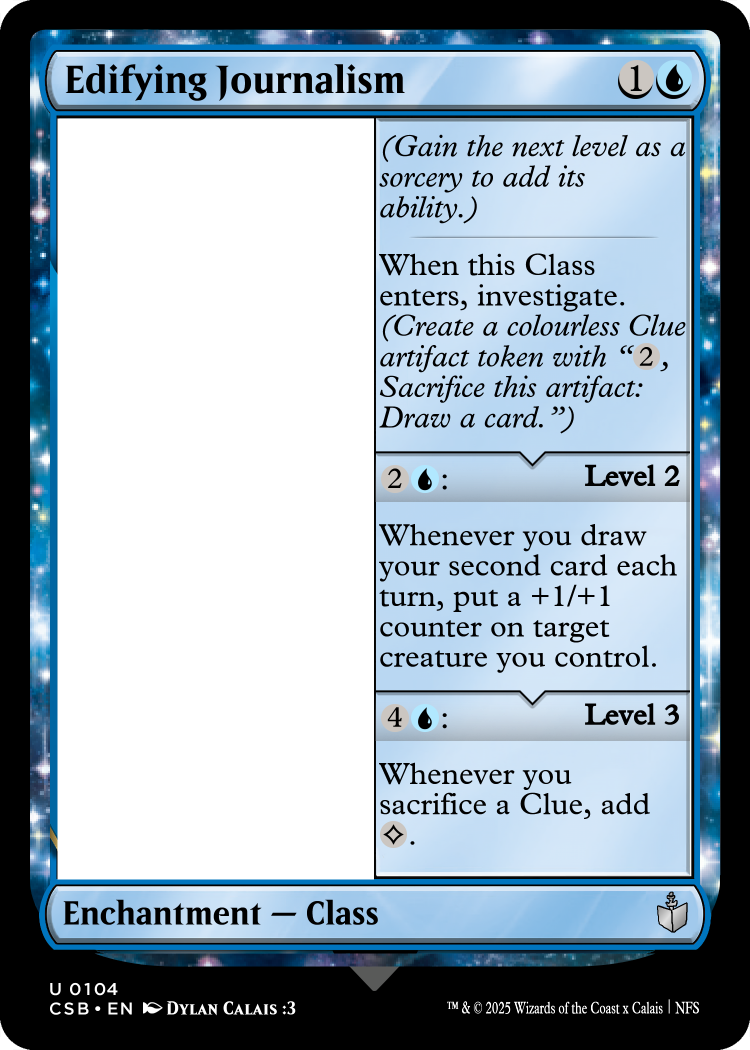 Edifying Journalism 1
(Gain the next level as a
sorcery to add its
ability.)
When this Class
enters, investigate.
(Create a colourless Clue
artifact token with “2,
Sacrifice this artifact:
Draw a card.”)
2 : Level 2
Whenever you draw
your second card each
turn, put a +1/+1
counter on target
creature you control.
4 : Level 3
Whenever you
sacrifice a Clue, add
.
Enchantment — Class
U 0104
CSB • EN DYLAN CALAIS :3
™ & © 2025 Wizards of the Coast x Calais | NFS